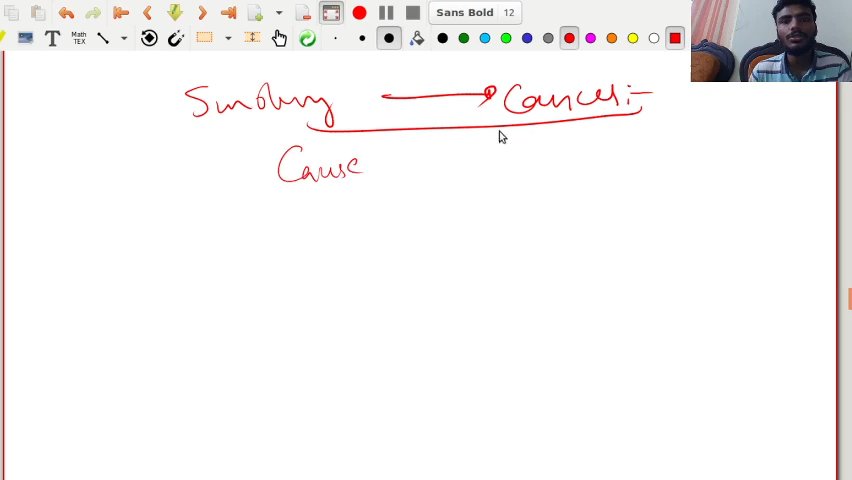 Sans Bold 12
Math
TEX
T
Smoking → Cancer :-
Cause